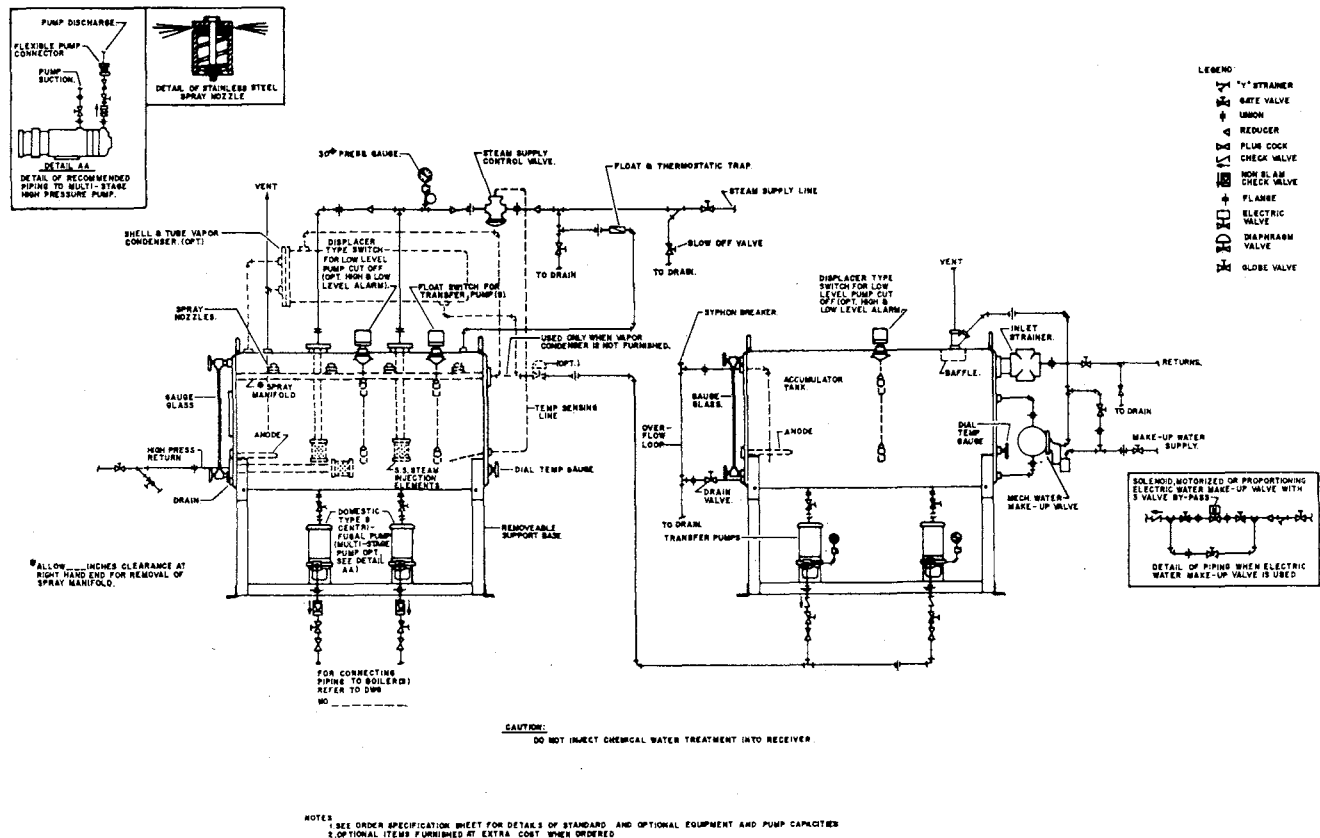 PUMP DISCHARGE
FLEXIBLE PUMP
CONNECTOR
PUMP
SUCTION.
DETAIL AA
DETAIL OF RECOMMENDED
PIPING TO MULTI-STAGE
HIGH PRESSURE PUMP.
DETAIL OF STAINLESS STEEL
SPRAY NOZZLE
LEGEND:
"Y" STRAINER
GATE VALVE
UNION
REDUCER
PLUG COCK
CHECK VALVE
NON SLAM
CHECK VALVE
FLANGE
ELECTRIC
VALVE
DIAPHRAGM
VALVE
GLOBE VALVE
VENT
30# PRESS GAUGE.
STEAM SUPPLY
CONTROL VALVE.
FLOAT & THERMOSTATIC TRAP.
STEAM SUPPLY LINE
BLOW OFF VALVE
TO DRAIN
TO DRAIN.
SHELL & TUBE VAPOR
CONDENSER.(OPT)
DISPLACER
TYPE SWITCH
FOR LOW LEVEL
PUMP CUT OFF
(OPT. HIGH & LOW
LEVEL ALARM).
FLOAT SWITCH FOR
TRANSFER PUMP(S)
SPRAY
NOZZLES.
USED ONLY WHEN VAPOR
CONDENSER IS NOT FURNISHED.
(OPT.)
SPRAY
MANIFOLD
GAUGE
GLASS
ANODE
TEMP SENSING
LINE
HIGH PRESS
RETURN
S.S. STEAM
INJECTION
ELEMENTS
DIAL TEMP GAUGE
DRAIN
DOMESTIC
TYPE B
CENTRI-
FUGAL PUMP
(MULTI-STAGE
PUMP OPT.
SEE DETAIL
AA)
REMOVEABLE
SUPPORT BASE
ALLOW____INCHES CLEARANCE AT
RIGHT HAND END FOR REMOVAL OF
SPRAY MANIFOLD.
FOR CONNECTING
PIPING TO BOILER(S)
REFER TO DWG
NO ____________
DISPLACER TYPE
SWITCH FOR LOW
LEVEL PUMP CUT
OFF (OPT. HIGH &
LOW LEVEL ALARM)
VENT
SYPHON BREAKER
INLET
STRAINER.
BAFFLE.
RETURNS.
TO DRAIN
ACCUMULATOR
TANK.
GAUGE
GLASS.
OVER-
FLOW
LOOP
ANODE
DIAL
TEMP
GAUGE
MAKE-UP WATER
SUPPLY.
DRAIN
VALVE.
MECH. WATER
MAKE-UP VALVE
TO DRAIN.
TRANSFER PUMPS
SOLENOID, MOTORIZED OR PROPORTIONING
ELECTRIC WATER MAKE-UP VALVE WITH
3 VALVE BY-PASS
DETAIL OF PIPING WHEN ELECTRIC
WATER MAKE-UP VALVE IS USED
CAUTION:
DO NOT INJECT CHEMICAL WATER TREATMENT INTO RECEIVER.
NOTES
1. SEE ORDER SPECIFICATION SHEET FOR DETAILS OF STANDARD AND OPTIONAL EQUIPMENT AND PUMP CAPACITIES
2. OPTIONAL ITEMS FURNISHED AT EXTRA COST WHEN ORDERED